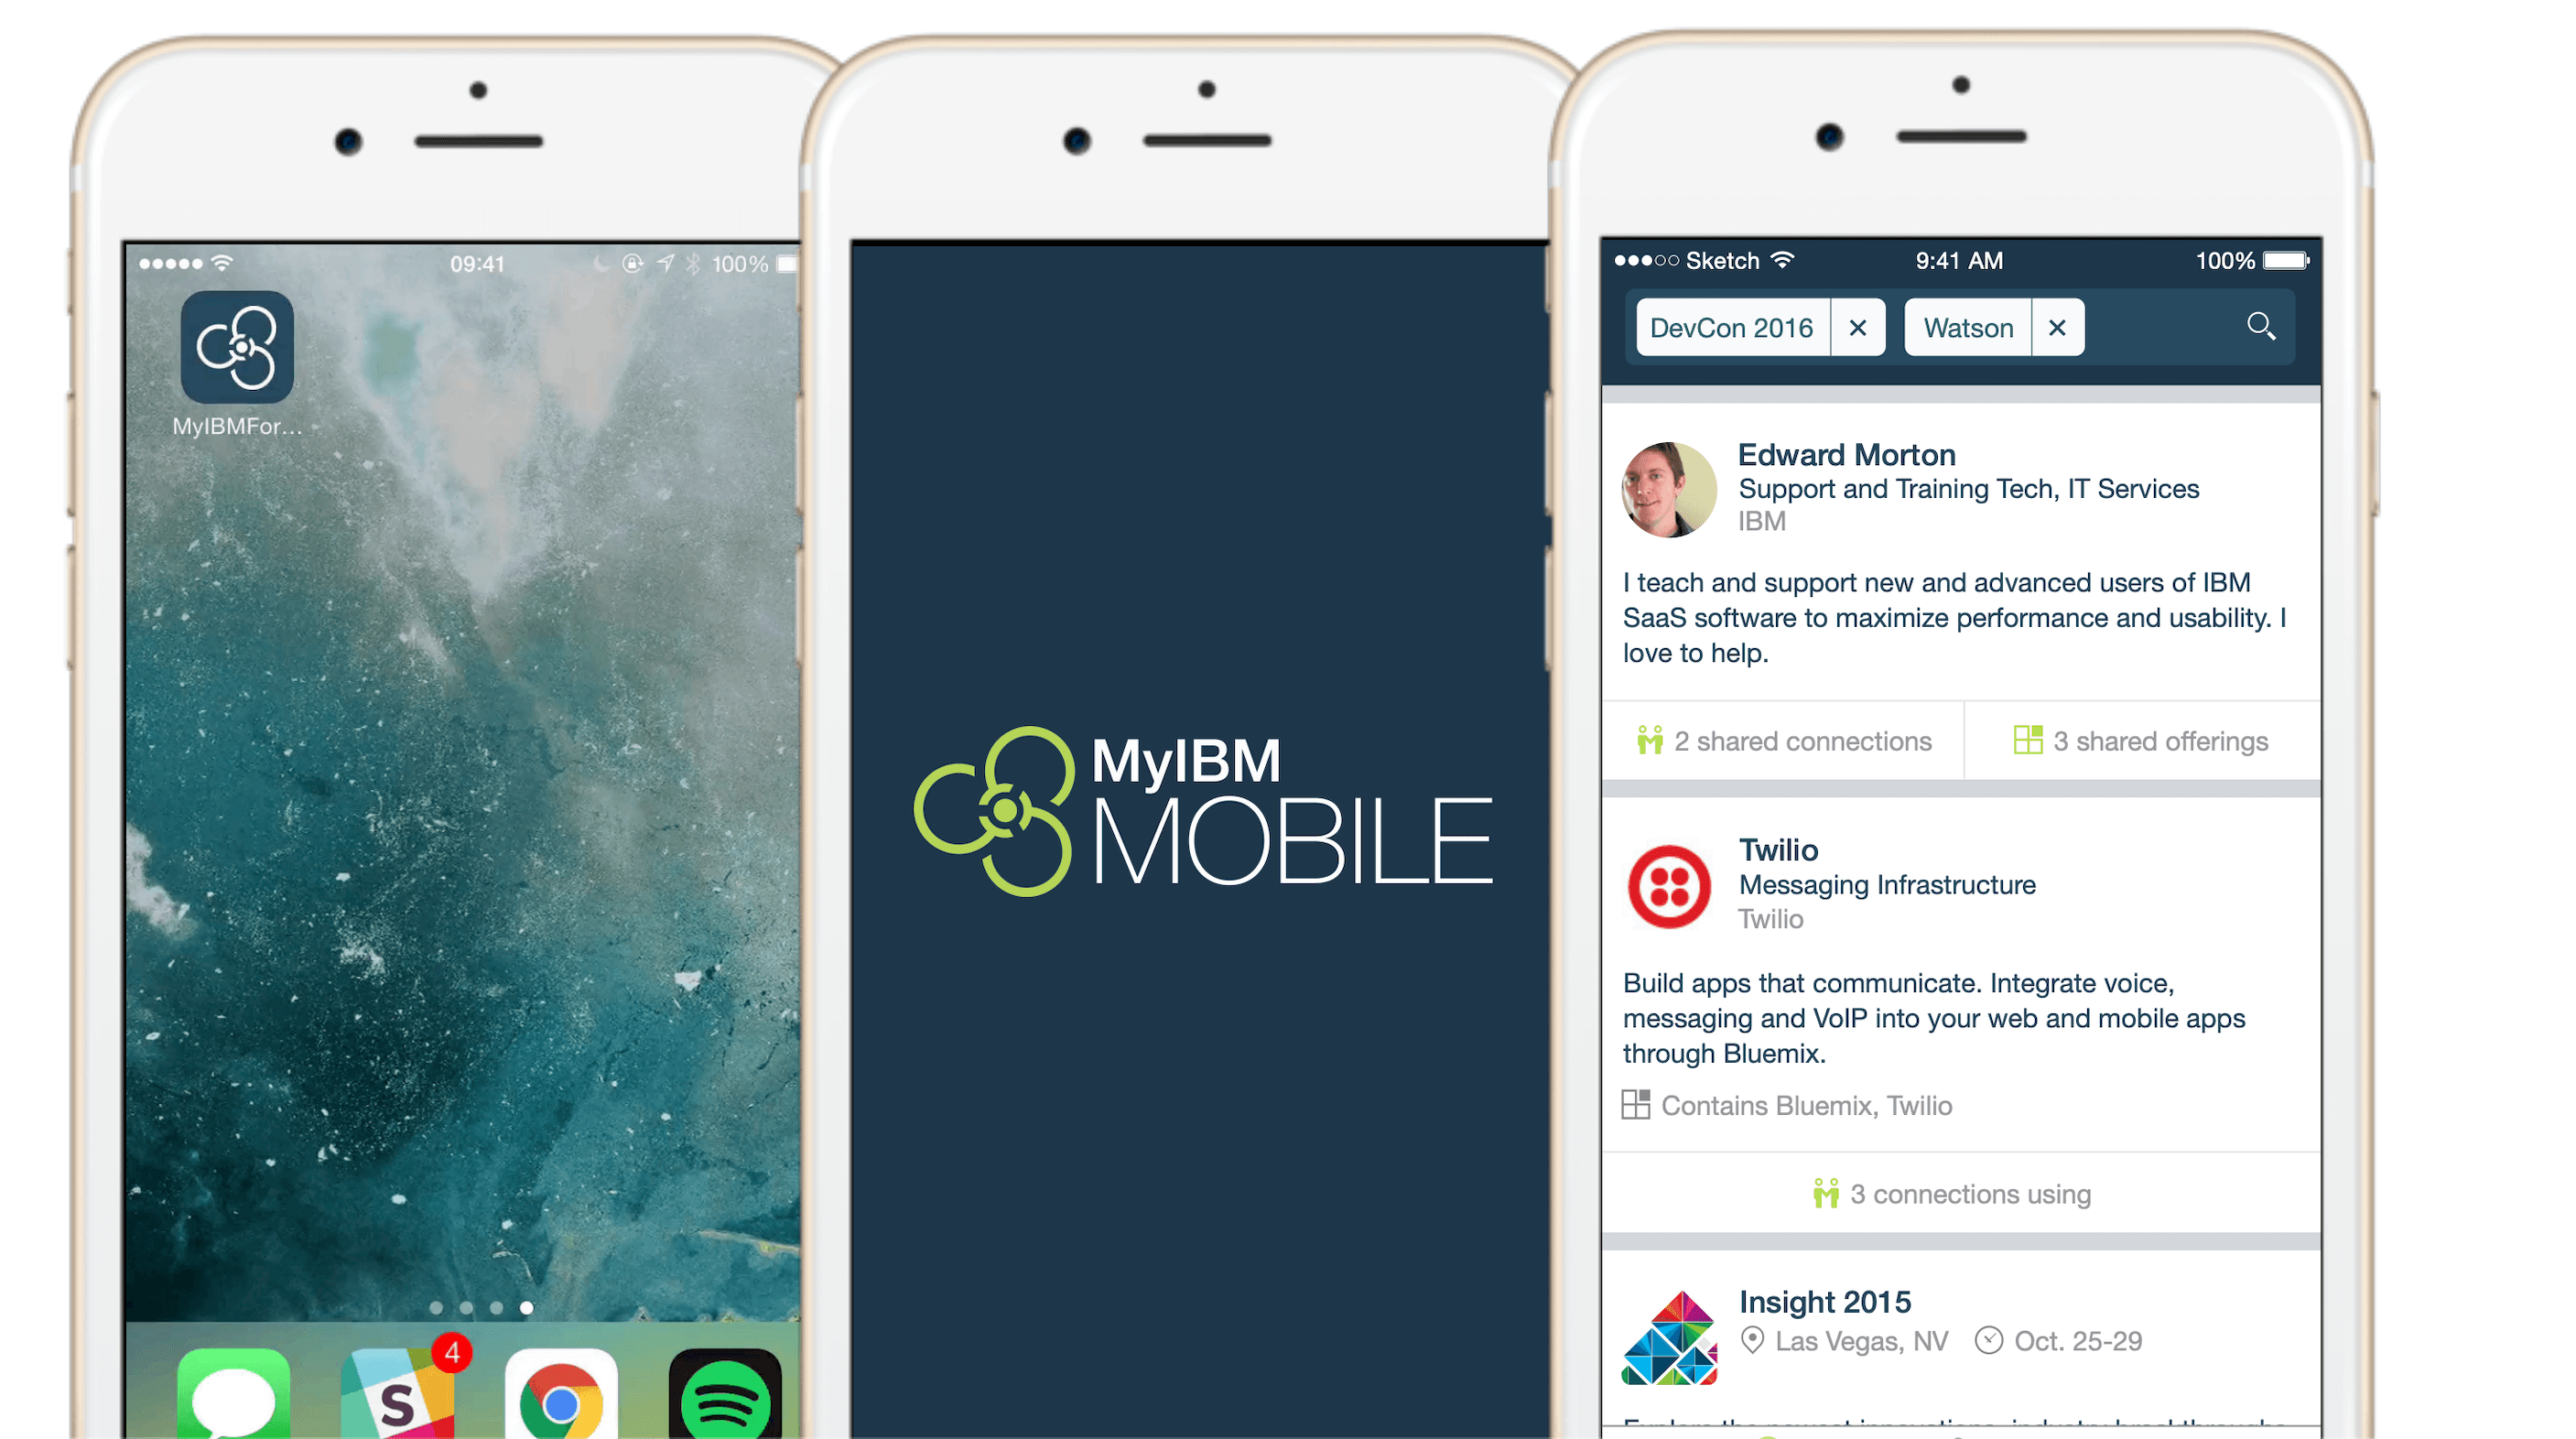 09:41
100%
MyIBMFor...
4
S
MyIBM
MOBILE
Sketch 9:41 AM 100%
DevCon 2016 × Watson ×
Edward Morton
Support and Training Tech, IT Services
IBM
I teach and support new and advanced users of IBM
SaaS software to maximize performance and usability. I
love to help.
2 shared connections
3 shared offerings
Twilio
Messaging Infrastructure
Twilio
Build apps that communicate. Integrate voice,
messaging and VoIP into your web and mobile apps
through Bluemix.
Contains Bluemix, Twilio
3 connections using
Insight 2015
Las Vegas, NV Oct. 25-29